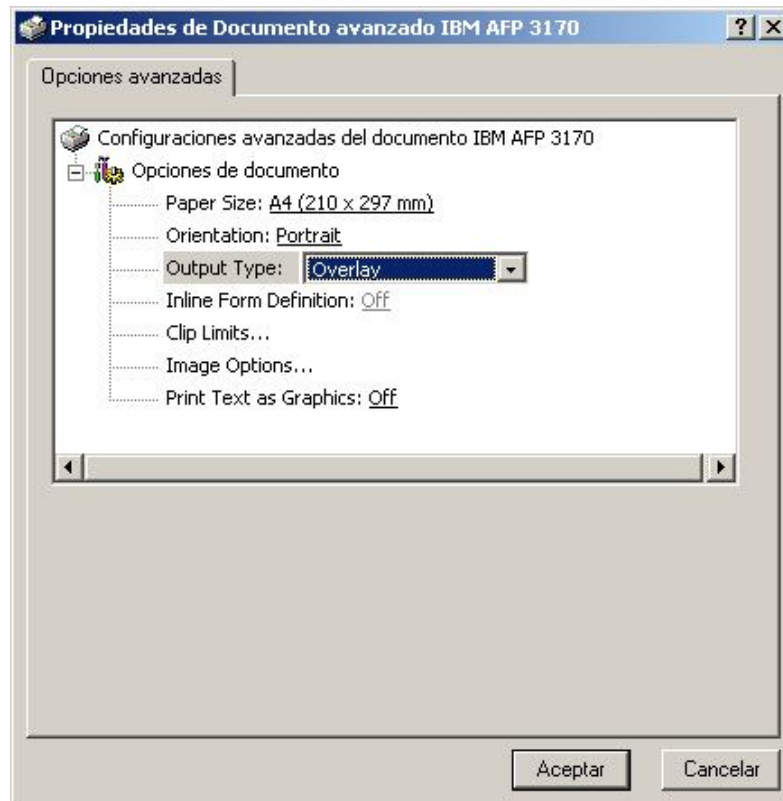 Propiedades de Documento avanzado IBM AFP 3170
Opciones avanzadas
Configuraciones avanzadas del documento IBM AFP 3170
Opciones de documento
Paper Size: A4 (210 x 297 mm)
Orientation: Portrait
Output Type: Overlay
Inline Form Definition: Off
Clip Limits...
Image Options...
Print Text as Graphics: Off
Aceptar Cancelar